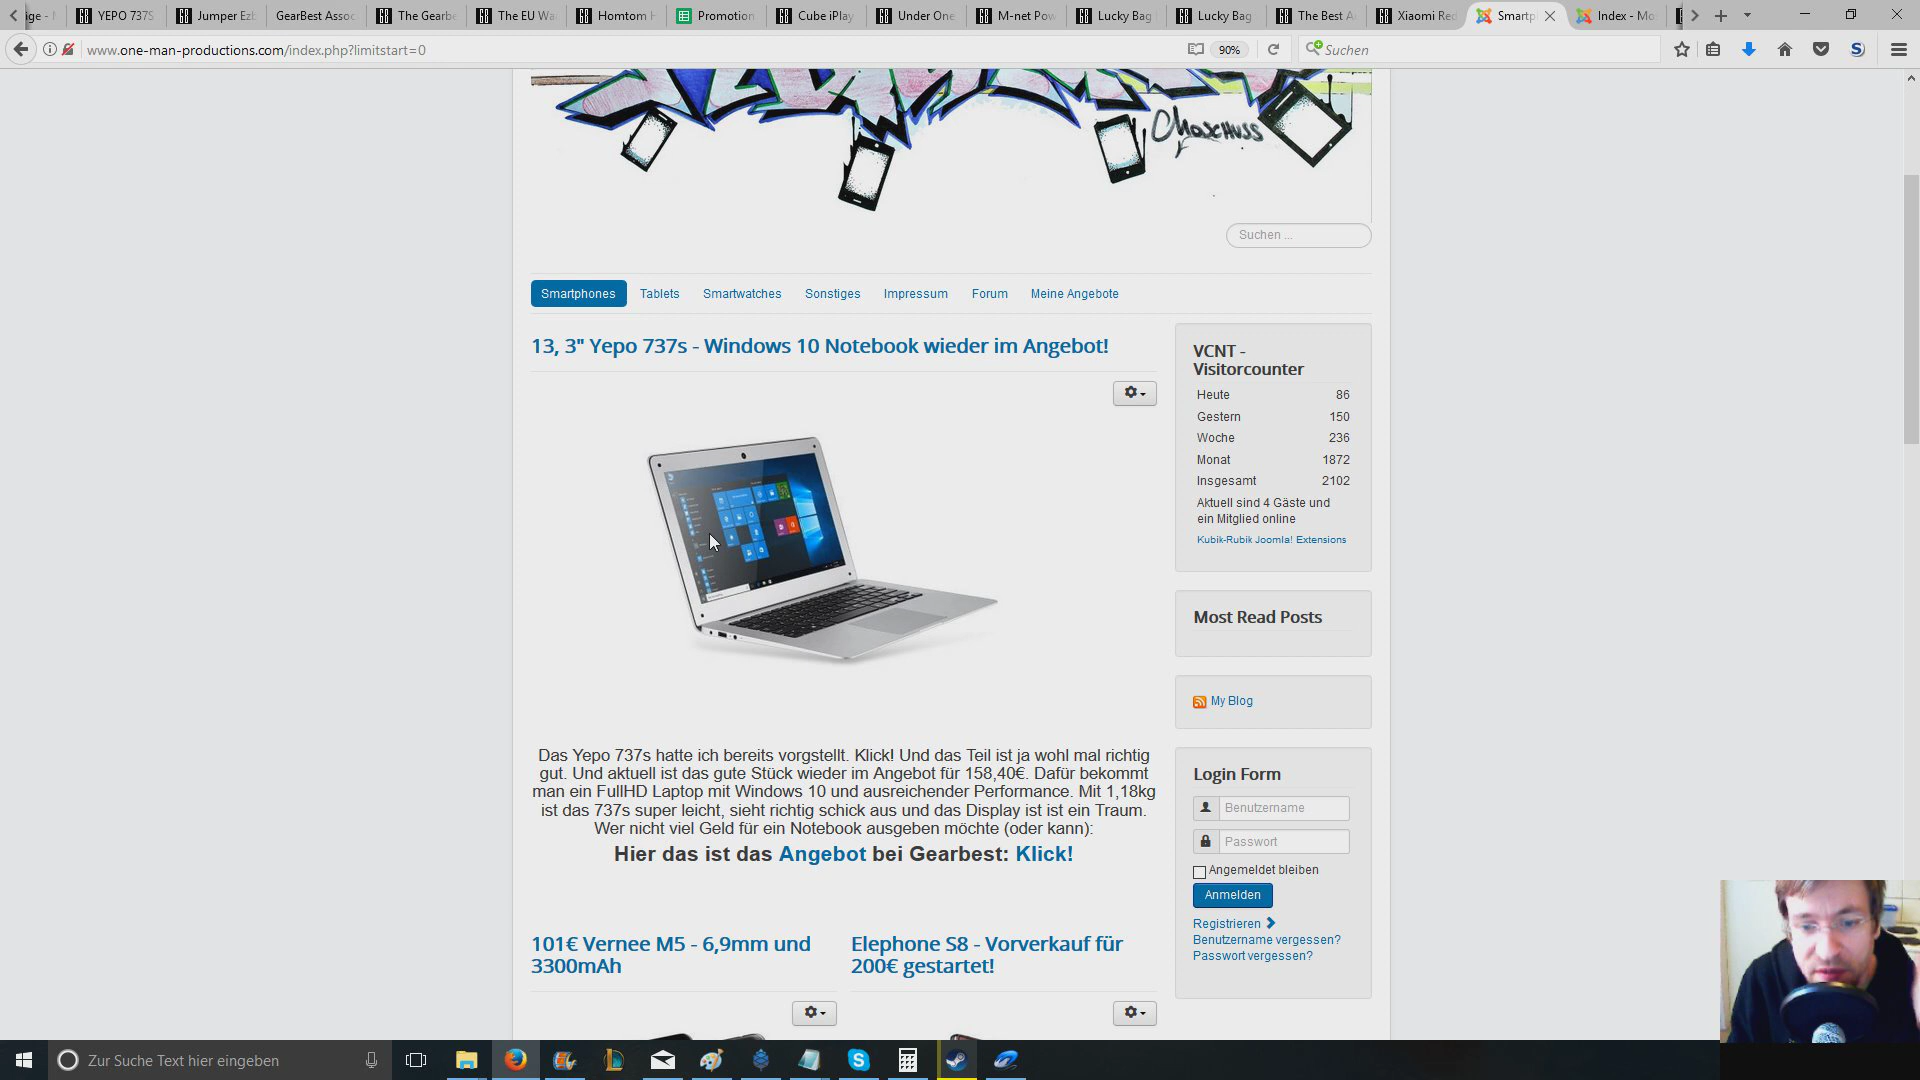 YEPO 737S
Jumper Ezb
GearBest Assoc
The Gearbe
The EU Wa
Homtom H
Promotion
Cube iPlay
Under One
M-net Pow
Lucky Bag
Lucky Bag
The Best A
Xiaomi Red
Smartp
Index - Mo
www.one-man-productions.com/index.php?limitstart=0
90%
Suchen
Maschuss
Suchen ...
Smartphones
Tablets
Smartwatches
Sonstiges
Impressum
Forum
Meine Angebote
13, 3" Yepo 737s - Windows 10 Notebook wieder im Angebot!
Das Yepo 737s hatte ich bereits vorgstellt. Klick! Und das Teil ist ja wohl mal richtig
gut. Und aktuell ist das gute Stück wieder im Angebot für 158,40€. Dafür bekommt
man ein FullHD Laptop mit Windows 10 und ausreichender Performance. Mit 1,18kg
ist das 737s super leicht, sieht richtig schick aus und das Display ist ist ein Traum.
Wer nicht viel Geld für ein Notebook ausgeben möchte (oder kann):
Hier das ist das Angebot bei Gearbest: Klick!
101€ Vernee M5 - 6,9mm und
3300mAh
Elephone S8 - Vorverkauf für
200€ gestartet!
VCNT -
Visitorcounter
Heute 86
Gestern 150
Woche 236
Monat 1872
Insgesamt 2102
Aktuell sind 4 Gäste und
ein Mitglied online
Kubik-Rubik Joomla! Extensions
Most Read Posts
My Blog
Login Form
Benutzername
Passwort
Angemeldet bleiben
Anmelden
Registrieren
Benutzername vergessen?
Passwort vergessen?
Zur Suche Text hier eingeben